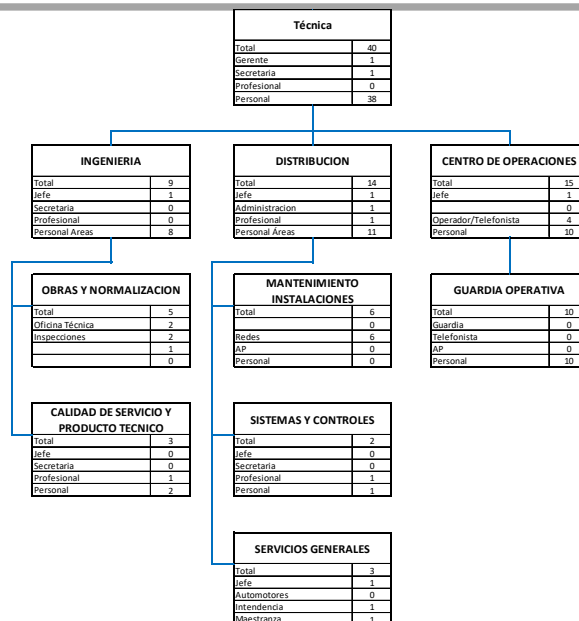 Técnica
Total 40
Gerente 1
Secretaria 1
Profesional 0
Personal 38
INGENIERIA
Total 9
Jefe 1
Secretaria 0
Profesional 0
Personal Areas 8
DISTRIBUCION
Total 14
Jefe 1
Administracion 1
Profesional 1
Personal Áreas 11
CENTRO DE OPERACIONES
Total 15
Jefe 1
0
Operador/Telefonista 4
Personal 10
OBRAS Y NORMALIZACION
Total 5
Oficina Técnica 2
Inspecciones 2
1
0
MANTENIMIENTO
INSTALACIONES
Total 6
0
Redes 6
AP 0
Personal 0
GUARDIA OPERATIVA
Total 10
Guardia 0
Telefonista 0
AP 0
Personal 10
CALIDAD DE SERVICIO Y
PRODUCTO TECNICO
Total 3
Jefe 0
Secretaria 0
Profesional 1
Personal 2
SISTEMAS Y CONTROLES
Total 2
Jefe 0
Secretaria 0
Profesional 1
Personal 1
SERVICIOS GENERALES
Total 3
Jefe 1
Automotores 0
Intendencia 1
Maestranza 1